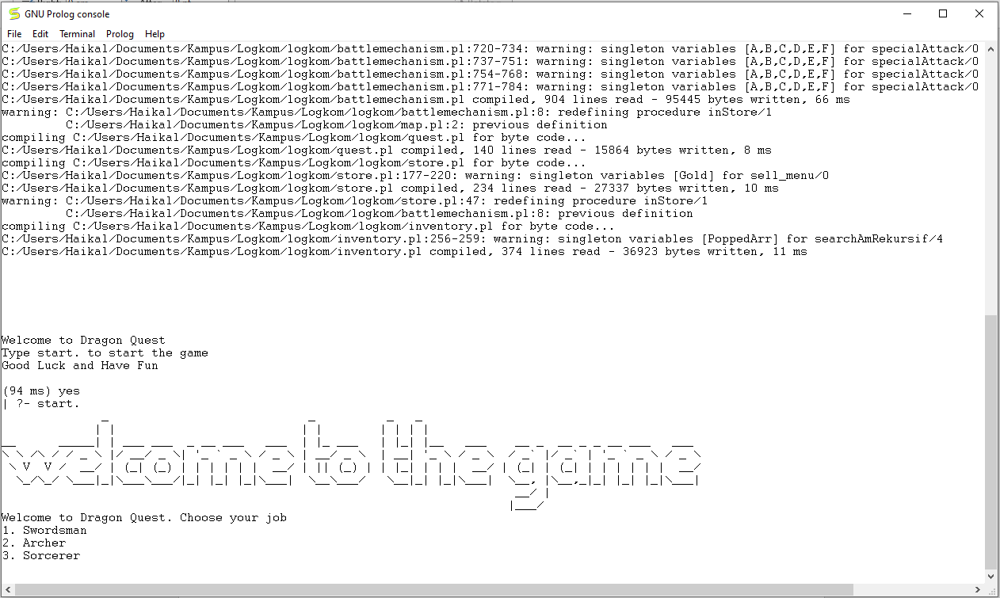 GNU Prolog console
File Edit Terminal Prolog Help
C:/Users/Haikal/Documents/Kampus/Logkom/logkom/battlemechanism.pl:720-734: warning: singleton variables [A,B,C,D,E,F] for specialAttack/0
C:/Users/Haikal/Documents/Kampus/Logkom/logkom/battlemechanism.pl:737-751: warning: singleton variables [A,B,C,D,E,F] for specialAttack/0
C:/Users/Haikal/Documents/Kampus/Logkom/logkom/battlemechanism.pl:754-768: warning: singleton variables [A,B,C,D,E,F] for specialAttack/0
C:/Users/Haikal/Documents/Kampus/Logkom/logkom/battlemechanism.pl:771-784: warning: singleton variables [A,B,C,D,E,F] for specialAttack/0
C:/Users/Haikal/Documents/Kampus/Logkom/logkom/battlemechanism.pl compiled, 904 lines read - 95445 bytes written, 66 ms
warning: C:/Users/Haikal/Documents/Kampus/Logkom/logkom/battlemechanism.pl:8: redefining procedure inStore/1
C:/Users/Haikal/Documents/Kampus/Logkom/logkom/map.pl:2: previous definition
compiling C:/Users/Haikal/Documents/Kampus/Logkom/logkom/quest.pl for byte code...
C:/Users/Haikal/Documents/Kampus/Logkom/logkom/quest.pl compiled, 140 lines read - 15864 bytes written, 8 ms
compiling C:/Users/Haikal/Documents/Kampus/Logkom/logkom/store.pl for byte code...
C:/Users/Haikal/Documents/Kampus/Logkom/logkom/store.pl:177-220: warning: singleton variables [Gold] for sell_menu/0
C:/Users/Haikal/Documents/Kampus/Logkom/logkom/store.pl compiled, 234 lines read - 27337 bytes written, 10 ms
warning: C:/Users/Haikal/Documents/Kampus/Logkom/logkom/store.pl:47: redefining procedure inStore/1
C:/Users/Haikal/Documents/Kampus/Logkom/logkom/battlemechanism.pl:8: previous definition
compiling C:/Users/Haikal/Documents/Kampus/Logkom/logkom/inventory.pl for byte code...
C:/Users/Haikal/Documents/Kampus/Logkom/logkom/inventory.pl:256-259: warning: singleton variables [PoppedArr] for searchAmRekursif/4
C:/Users/Haikal/Documents/Kampus/Logkom/logkom/inventory.pl compiled, 374 lines read - 36923 bytes written, 11 ms
Welcome to Dragon Quest
Type start. to start the game
Good Luck and Have Fun
(94 ms) yes
| ?- start.
welcome to the game
Welcome to Dragon Quest. Choose your job
1. Swordsman
2. Archer
3. Sorcerer